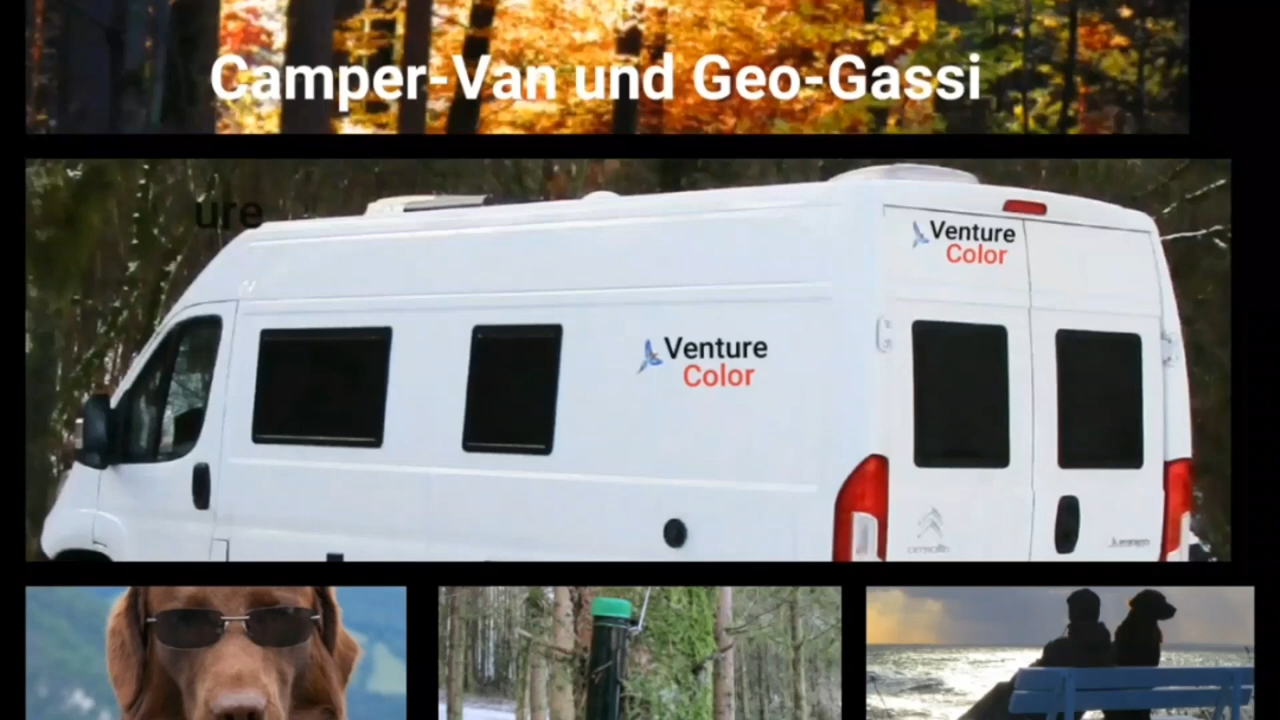 Camper-Van und Geo-Gassi
ure
Venture
Color
Venture
Color